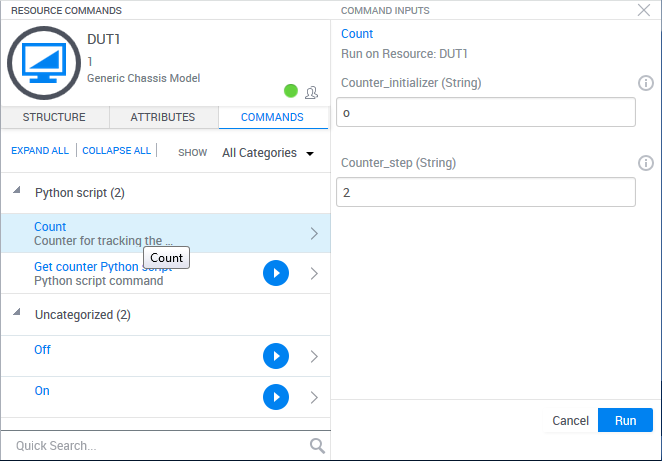 RESOURCE COMMANDS
DUT1
1
Generic Chassis Model
STRUCTURE ATTRIBUTES COMMANDS
EXPAND ALL COLLAPSE ALL SHOW All Categories
Python script (2)
Count
Counter for tracking the ...
Count
Get counter Python script
Python script command
Uncategorized (2)
Off
On
Quick Search...
COMMAND INPUTS
Count
Run on Resource: DUT1
Counter_initializer (String)
o
Counter_step (String)
2
Cancel Run